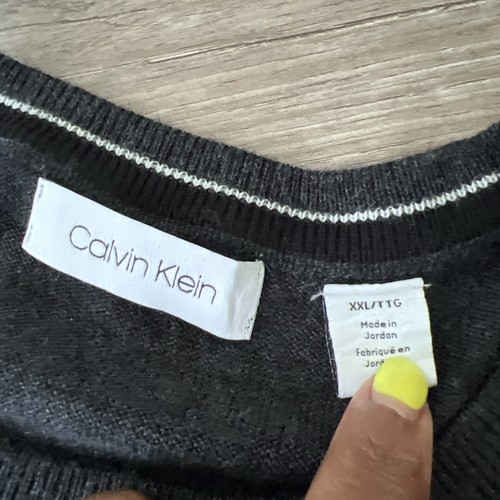 Calvin Klein
XXL/TTG
Made in
Jordan
Fabriqué en